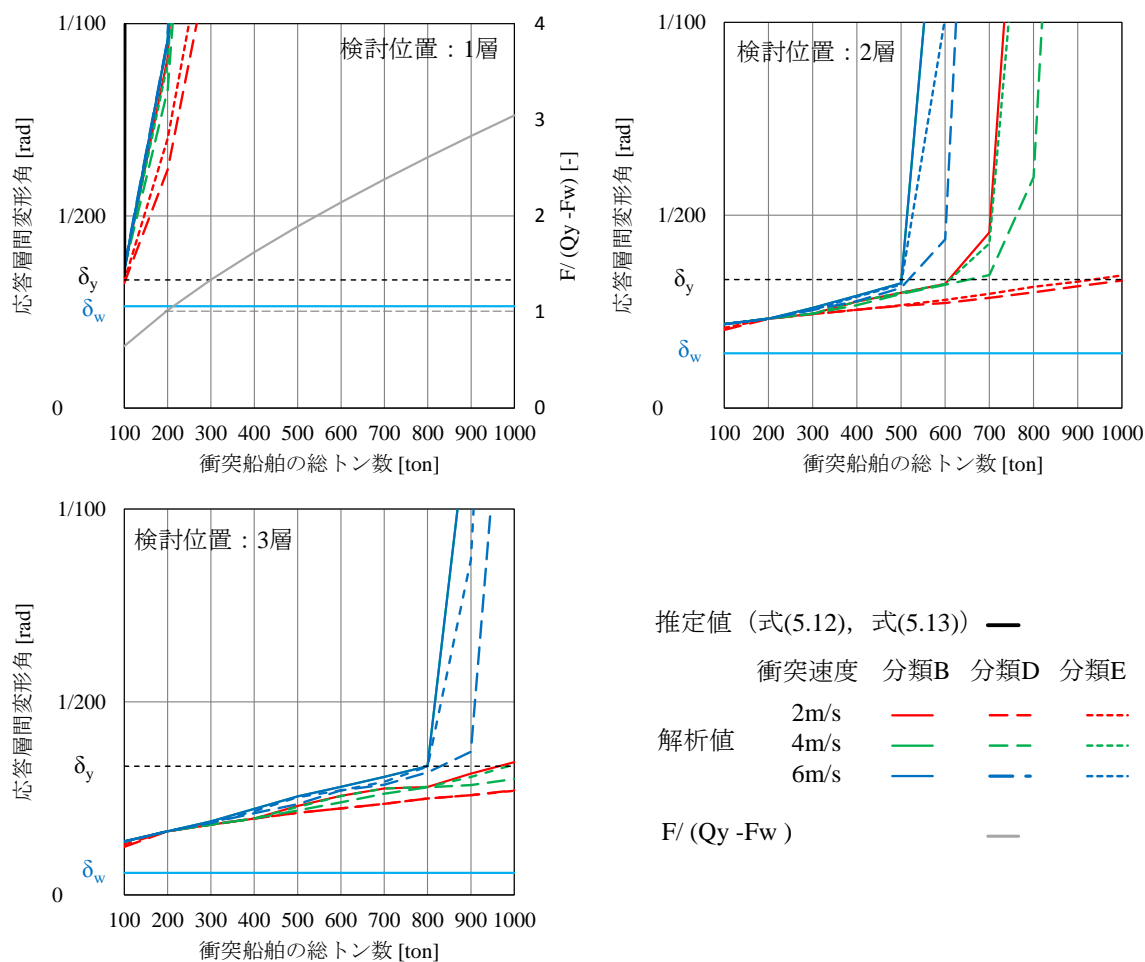 検討位置:1層
応答層間変形角 [rad]
1/100
1/200
δy
δw
0
F/ (Qy -Fw) [-]
4
3
2
1
0
100 200 300 400 500 600 700 800 900 1000
衝突船舶の総トン数 [ton]
検討位置:2層
応答層間変形角 [rad]
1/100
1/200
δy
δw
0
100 200 300 400 500 600 700 800 900 1000
衝突船舶の総トン数 [ton]
検討位置:3層
応答層間変形角 [rad]
1/100
1/200
δy
δw
0
100 200 300 400 500 600 700 800 900 1000
衝突船舶の総トン数 [ton]
推定値(式(5.12),式(5.13))
衝突速度 分類B 分類D 分類E
解析値
2m/s
4m/s
6m/s
F/ (Qy -Fw )